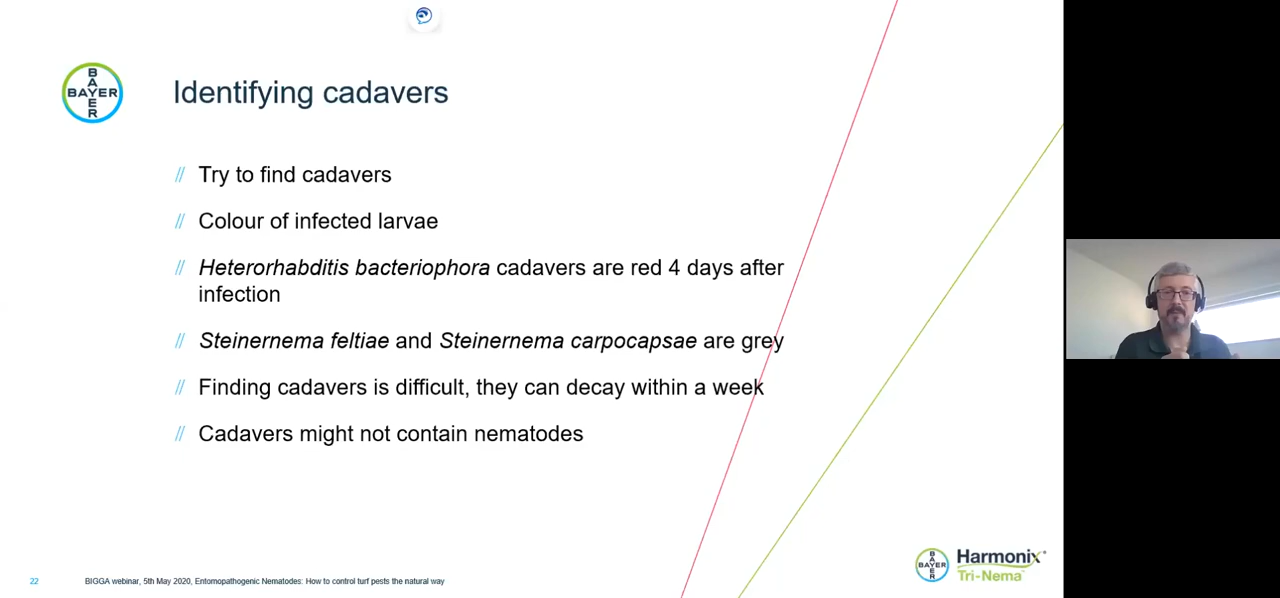 BAYER
BAYER
Identifying cadavers
// Try to find cadavers
// Colour of infected larvae
// Heterorhabditis bacteriophora cadavers are red 4 days after
infection
// Steinernema feltiae and Steinernema carpocapsae are grey
// Finding cadavers is difficult, they can decay within a week
// Cadavers might not contain nematodes
22 BIGGA webinar, 5th May 2020, Entomopathogenic Nematodes: How to control turf pests the natural way
BAYER
BAYER
Harmonix®
Tri-Nema™